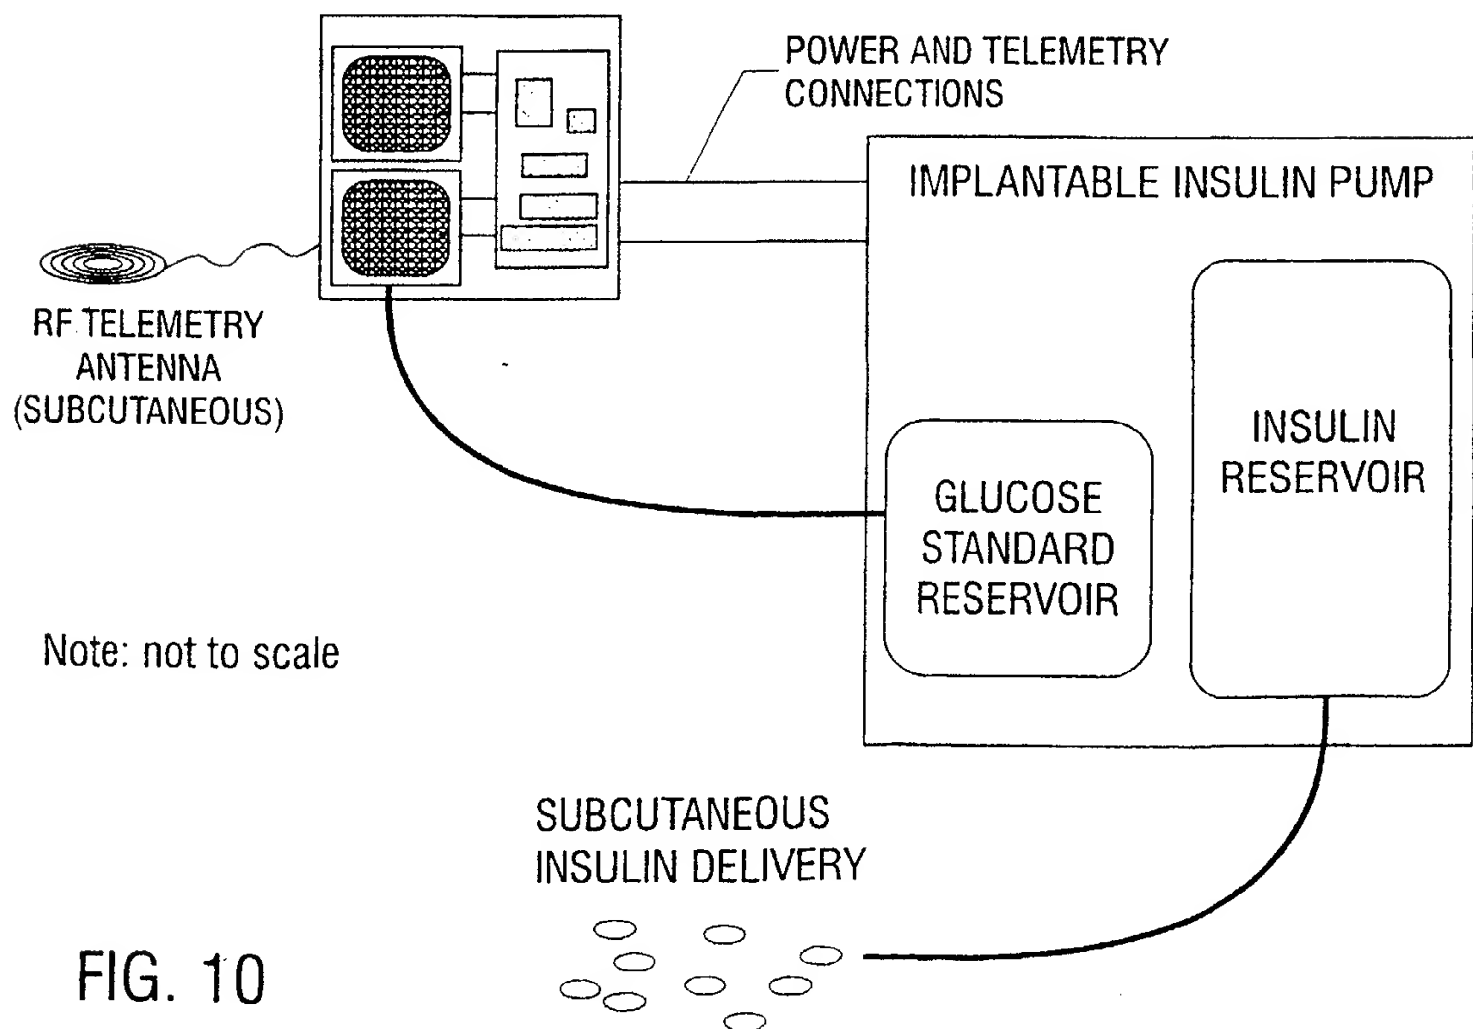 POWER AND TELEMETRY
CONNECTIONS
IMPLANTABLE INSULIN PUMP
RF TELEMETRY
ANTENNA
(SUBCUTANEOUS)
INSULIN
RESERVOIR
GLUCOSE
STANDARD
RESERVOIR
Note: not to scale
SUBCUTANEOUS
INSULIN DELIVERY
FIG. 10